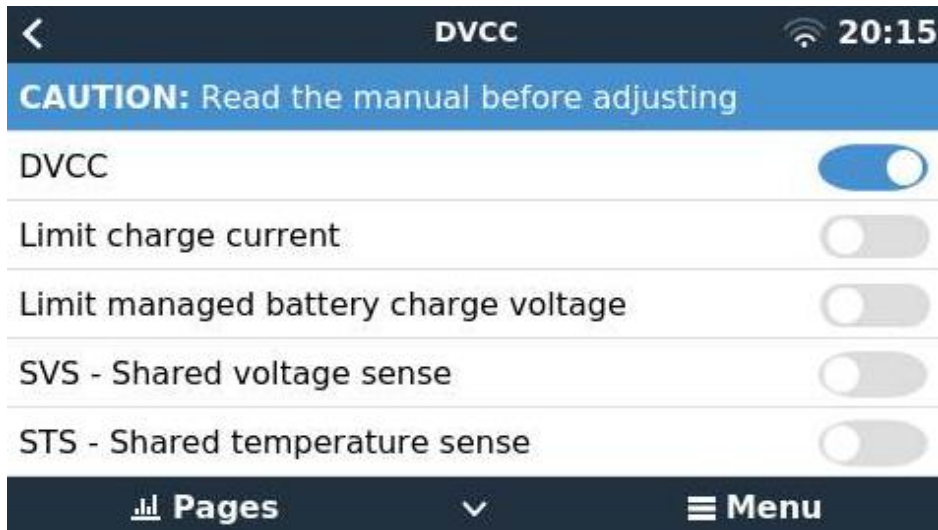 DVCC
20:15
CAUTION: Read the manual before adjusting
DVCC
Limit charge current
Limit managed battery charge voltage
SVS - Shared voltage sense
STS - Shared temperature sense
Pages
Menu